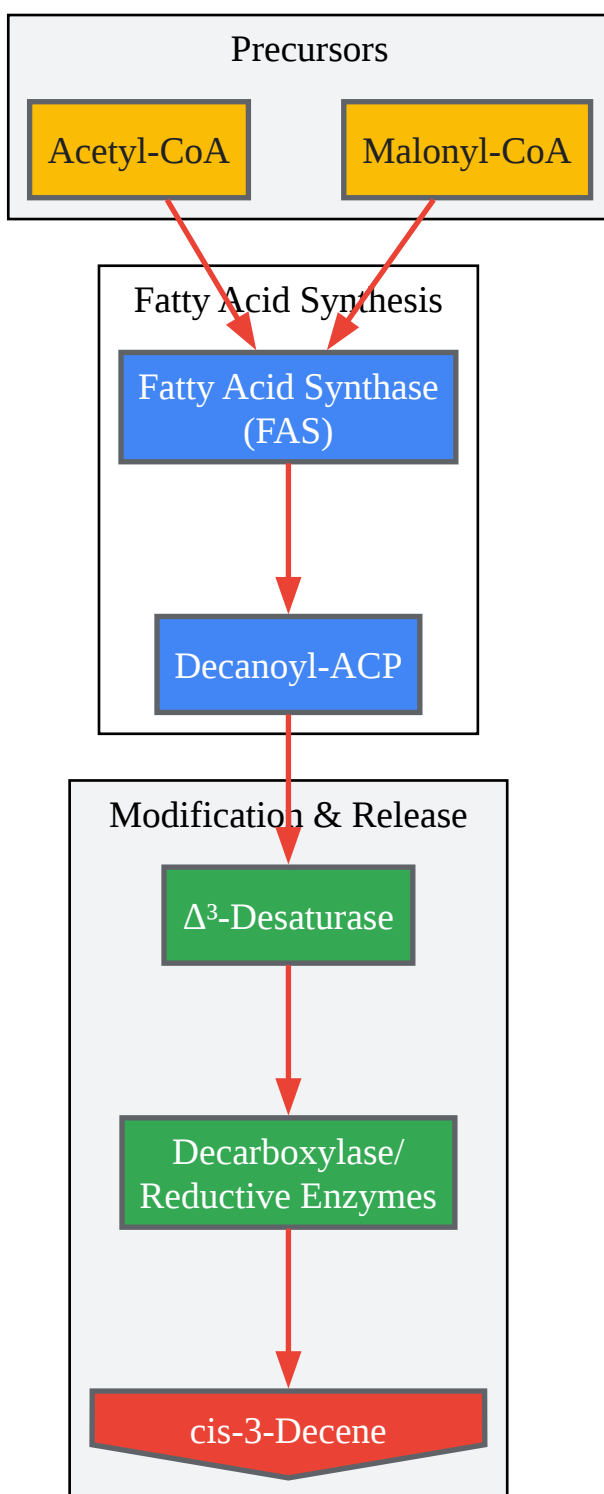 Precursors
Acetyl-CoA
Malonyl-CoA
Fatty Acid Synthesis
Fatty Acid Synthase
(FAS)
Decanoyl-ACP
Modification & Release
Δ³-Desaturase
Decarboxylase/
Reductive Enzymes
cis-3-Decene